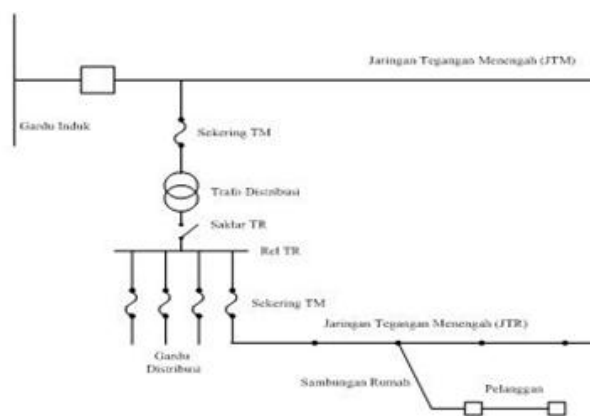 Jaringan Tegangan Menengah (JTM)
Gardu Induk
Sekering TM
Trafo Distribusi
Saklar TR
Rel TR
Sekering TM
Jaringan Tegangan Menengah (JTR)
Gardu
Distribusi
Sambungan Rumah
Pelanggan